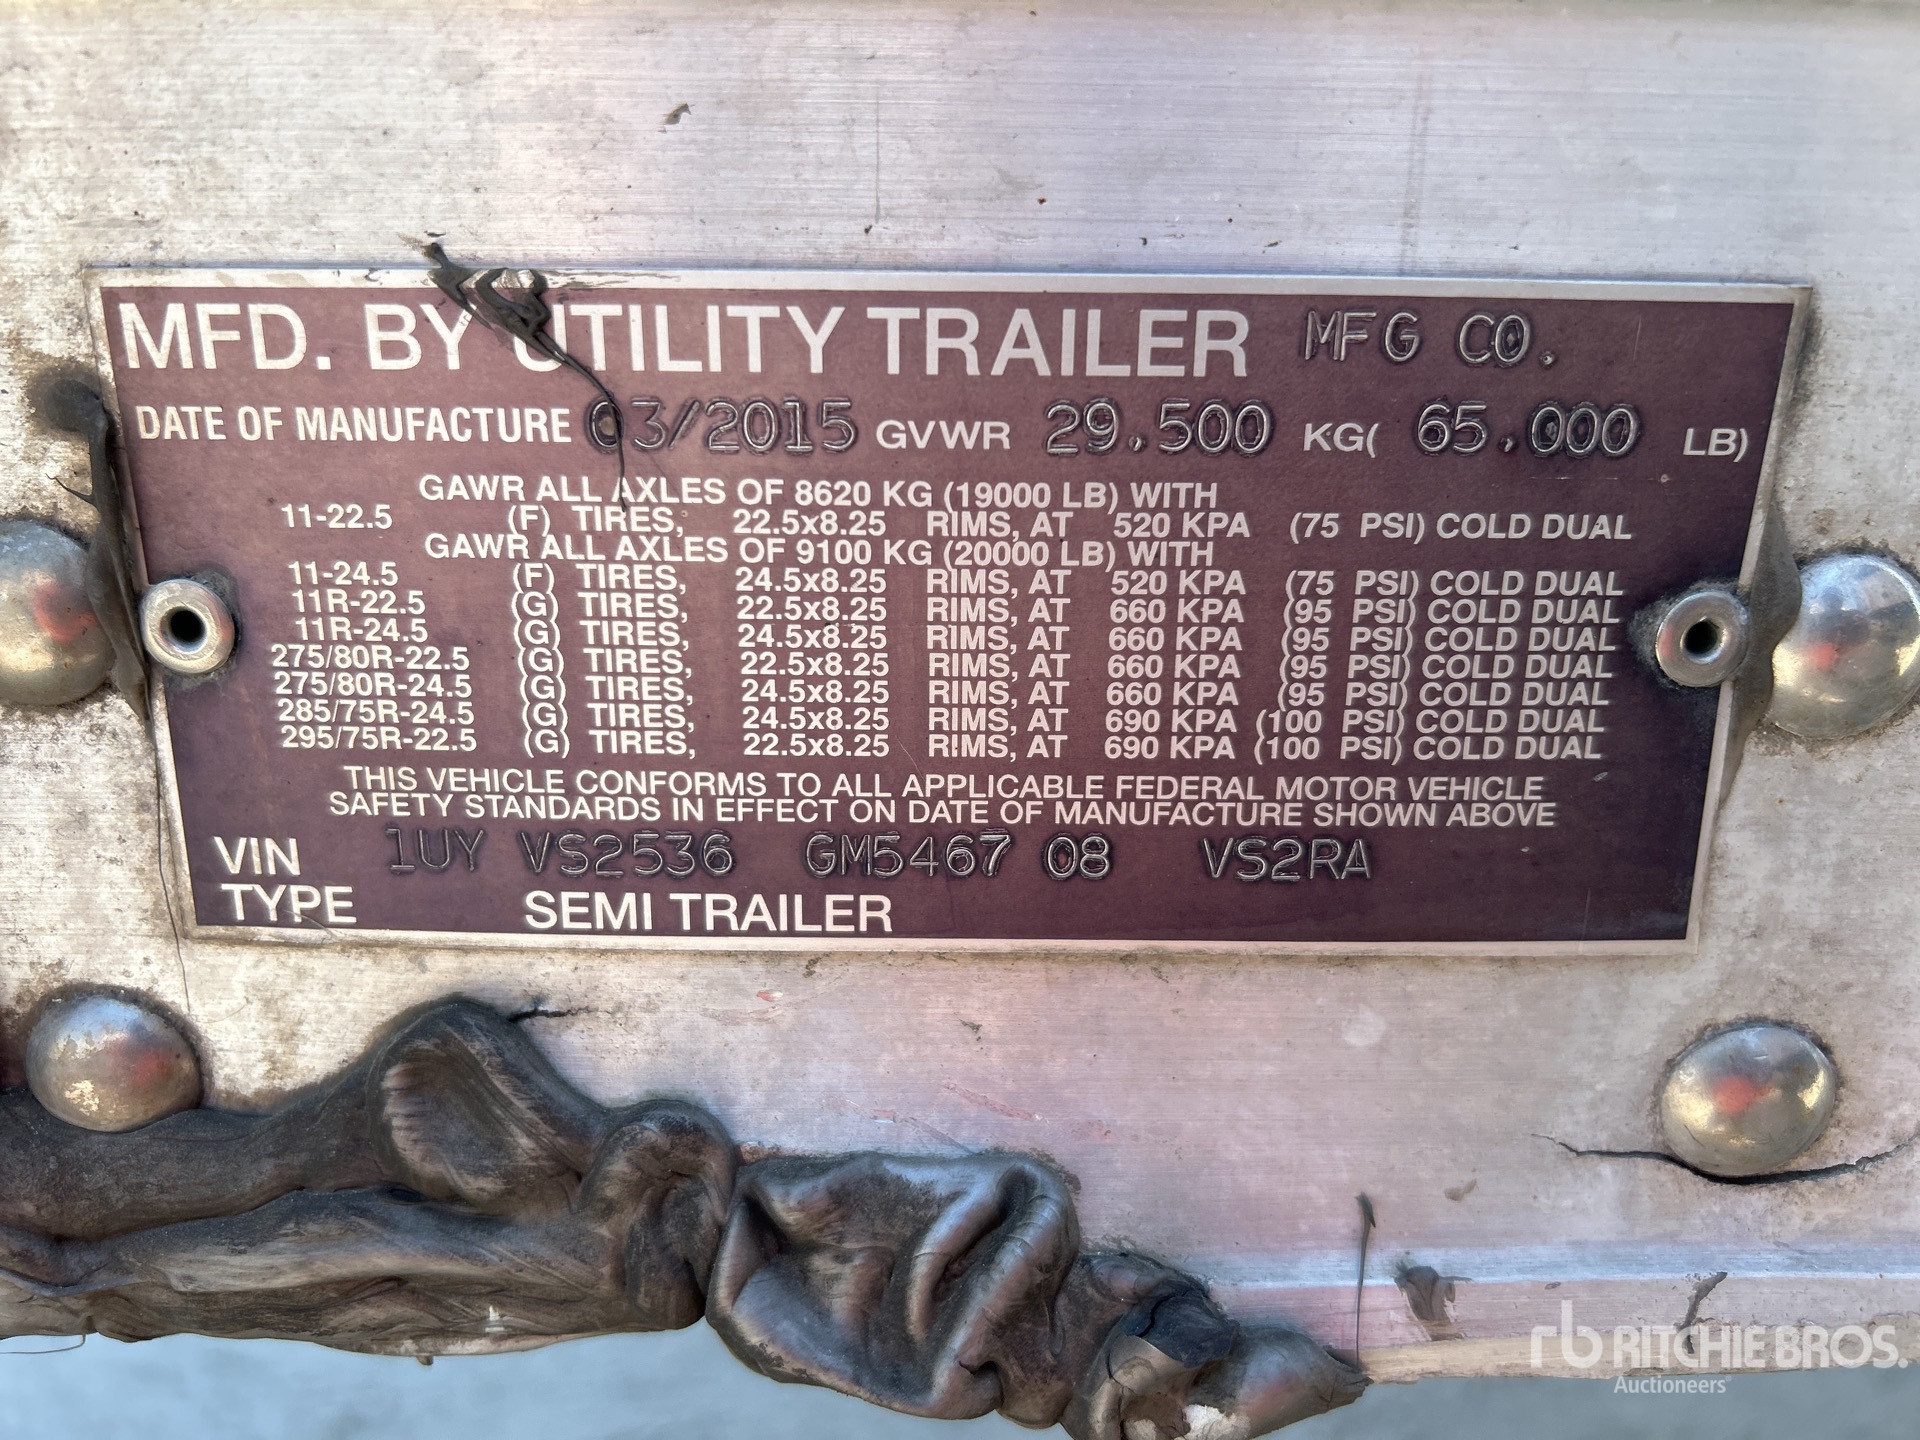 MFD. BY UTILITY TRAILER MFG CO.
DATE OF MANUFACTURE 03/2015 GVWR 29,500 KG( 65,000 LB)
GAWR ALL AXLES OF 8620 KG (19000 LB) WITH
11-22.5 (F) TIRES, 22.5x8.25 RIMS, AT 520 KPA (75 PSI) COLD DUAL
GAWR ALL AXLES OF 9100 KG (20000 LB) WITH
11-24.5 (F) TIRES, 24.5x8.25 RIMS, AT 520 KPA (75 PSI) COLD DUAL
11R-22.5 (G) TIRES, 22.5x8.25 RIMS, AT 660 KPA (95 PSI) COLD DUAL
11R-24.5 (G) TIRES, 24.5x8.25 RIMS, AT 660 KPA (95 PSI) COLD DUAL
275/80R-22.5 (G) TIRES, 22.5x8.25 RIMS, AT 660 KPA (95 PSI) COLD DUAL
275/80R-24.5 (G) TIRES, 24.5x8.25 RIMS, AT 660 KPA (95 PSI) COLD DUAL
285/75R-24.5 (G) TIRES, 24.5x8.25 RIMS, AT 690 KPA (100 PSI) COLD DUAL
295/75R-22.5 (G) TIRES, 22.5x8.25 RIMS, AT 690 KPA (100 PSI) COLD DUAL
THIS VEHICLE CONFORMS TO ALL APPLICABLE FEDERAL MOTOR VEHICLE
SAFETY STANDARDS IN EFFECT ON DATE OF MANUFACTURE SHOWN ABOVE
VIN 1UY VS2536 GM5467 08 VS2RA
TYPE SEMI TRAILER
rb RITCHIE BROS.
Auctioneers